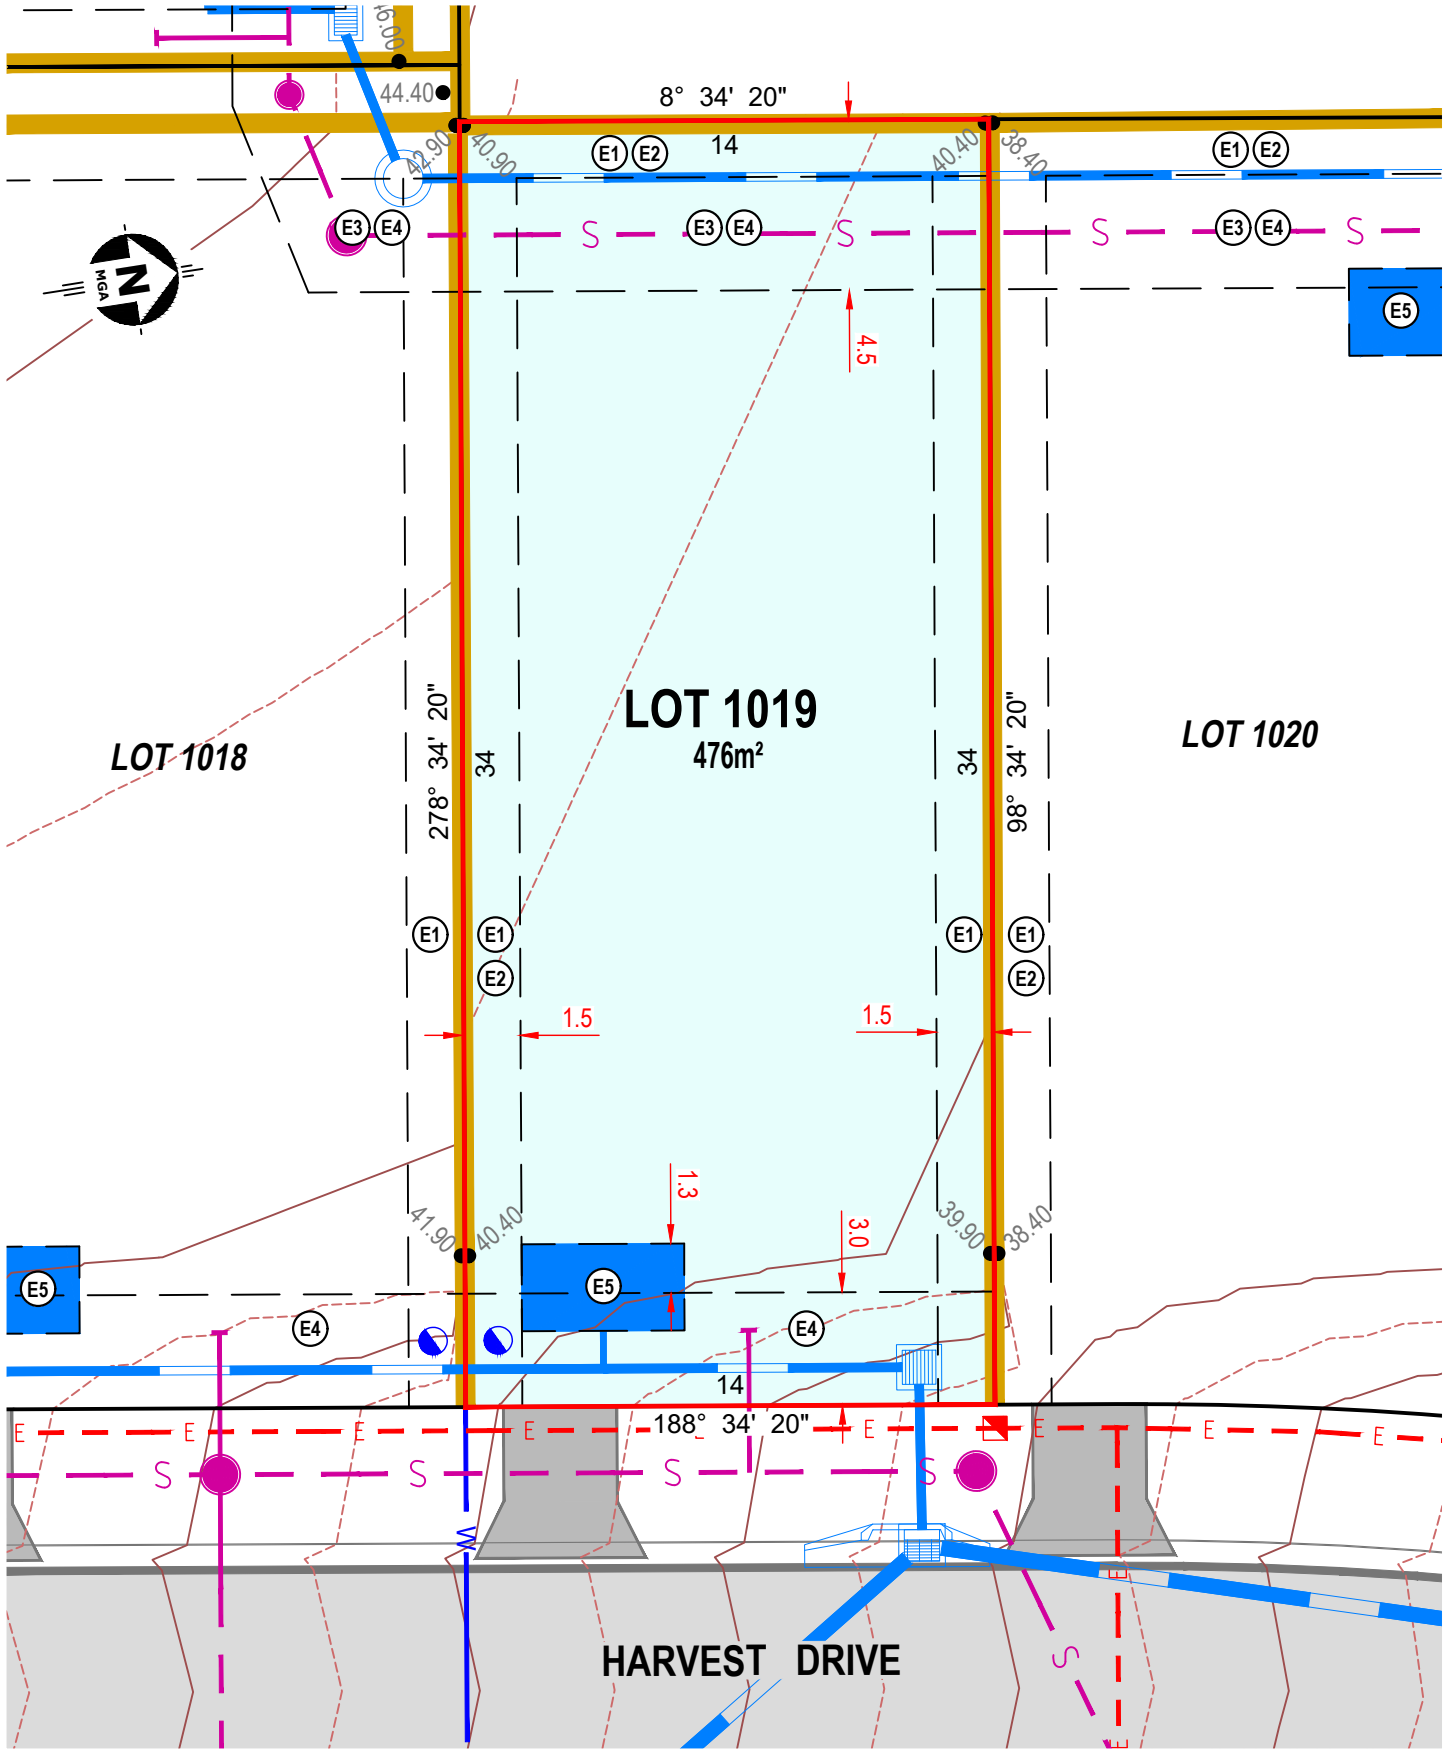 46.00
44.40
8° 34' 20"
14
42.90
40.90
40.40
38.40
E1 E2
E1 E2
E3 E4
S
E3 E4
S
S
E3 E4
S
N
MGA
E5
4.5
LOT 1019
476m²
LOT 1018
LOT 1020
278° 34' 20"
34
34
98° 34' 20"
E1
E1
E2
E1
E1
E2
1.5
1.5
1.3
3.0
41.90
40.40
39.90
38.40
E5
E5
E4
E4
14
188° 34' 20"
E
E
E
E
E
E
E
E
E
S
S
S
S
W
E
S
E
HARVEST DRIVE